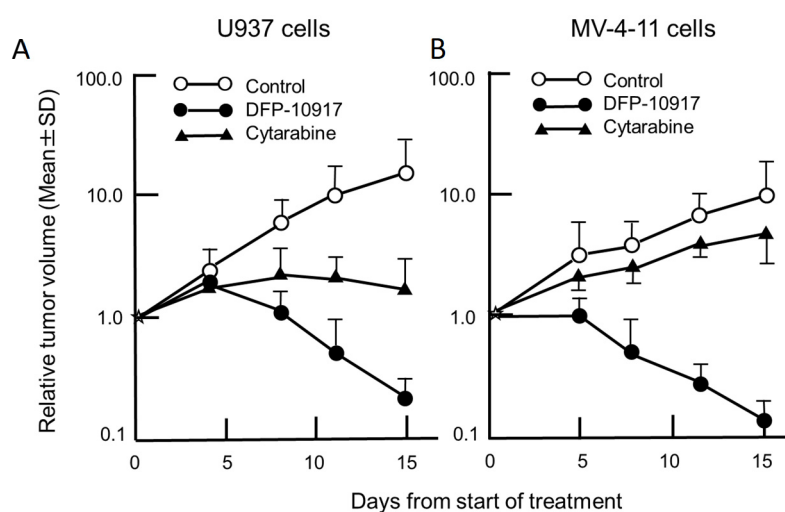 U937 cells
A
100.0
Control
DFP-10917
Cytarabine
10.0
1.0
0.1
0
5
10
15
MV-4-11 cells
B
100.0
Control
DFP-10917
Cytarabine
10.0
1.0
0.1
0
5
10
15
Relative tumor volume (Mean±SD)
Days from start of treatment